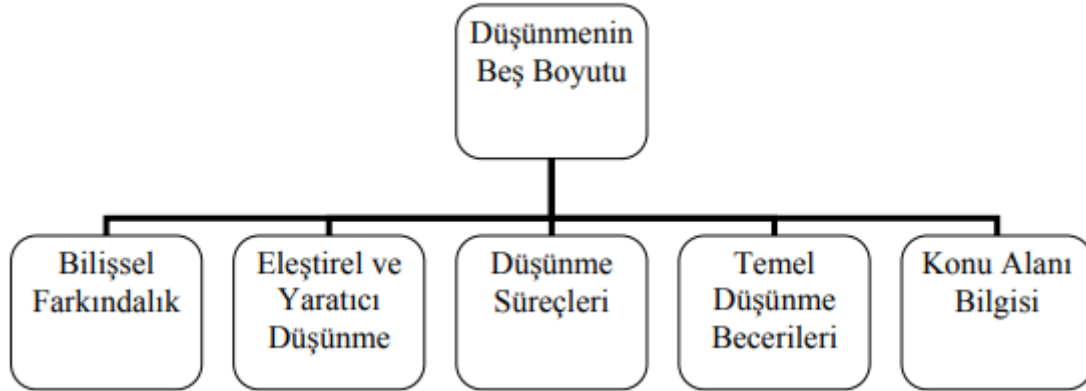 Düşünmenin
Beş Boyutu
Bilişsel
Farkındalık
Eleştirel ve
Yaratıcı
Düşünme
Düşünme
Süreçleri
Temel
Düşünme
Becerileri
Konu Alanı
Bilgisi